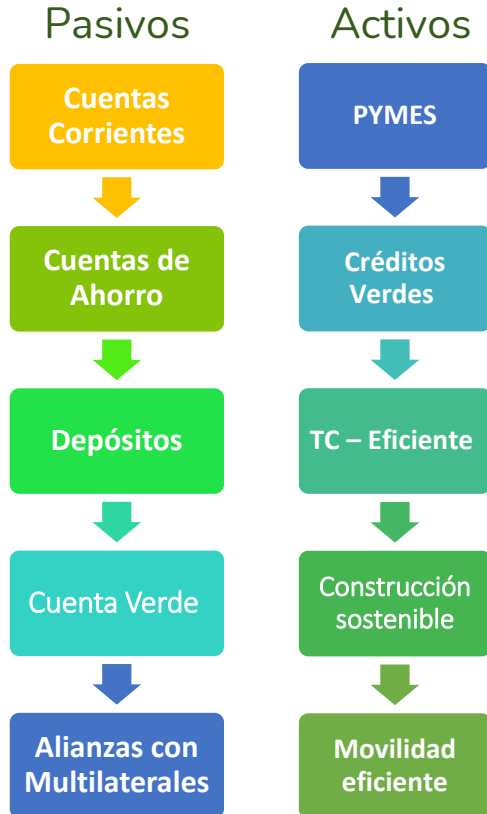 Pasivos
Cuentas
Corrientes
Cuentas de
Ahorro
Depósitos
Cuenta Verde
Alianzas con
Multilaterales
Activos
PYMES
Créditos
Verdes
TC – Eficiente
Construcción
sostenible
Movilidad
eficiente